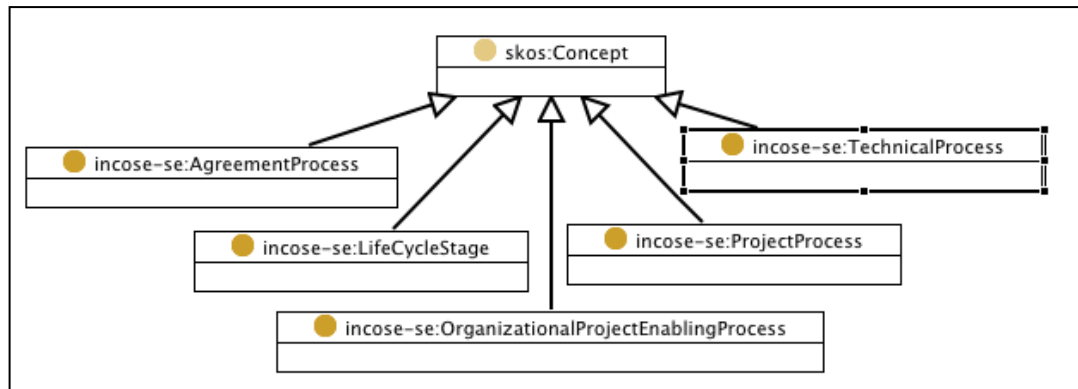 skos:Concept
incose-se:TechnicalProcess
incose-se:AgreementProcess
incose-se:ProjectProcess
incose-se:LifeCycleStage
incose-se:OrganizationalProjectEnablingProcess